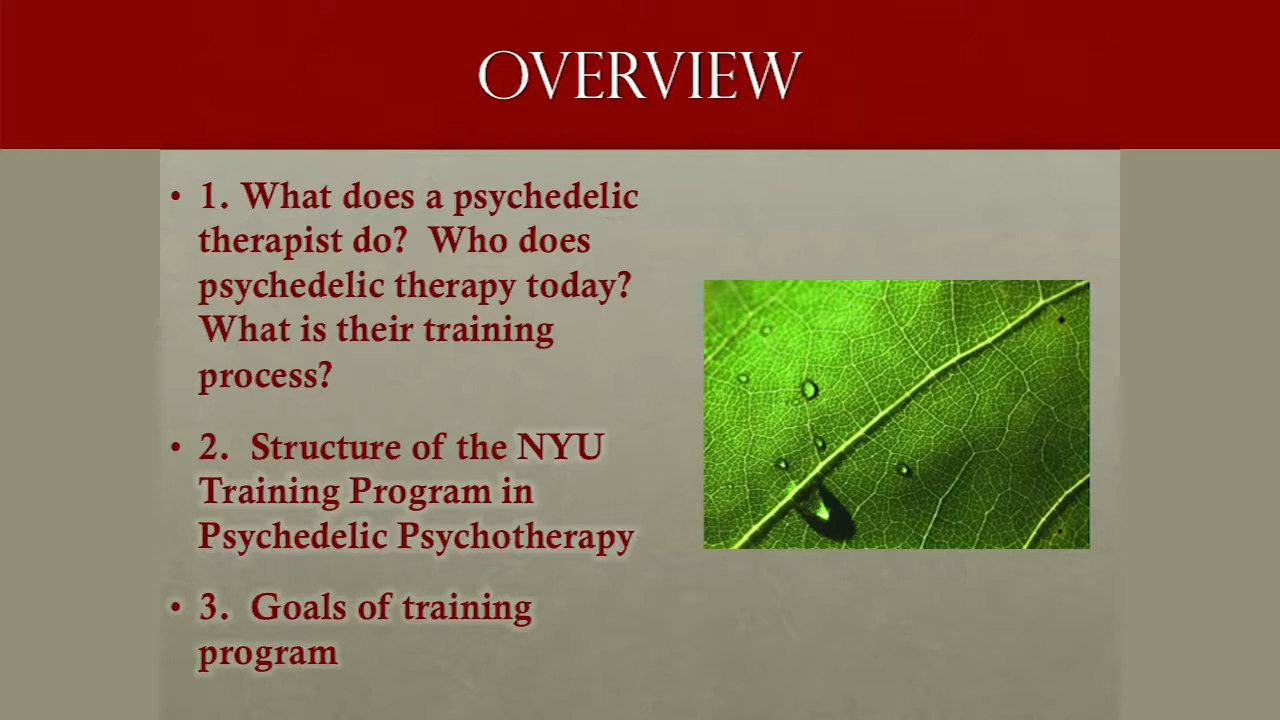 OVERVIEW
• 1. What does a psychedelic
therapist do?  Who does
psychedelic therapy today?
What is their training
process?
• 2.  Structure of the NYU
Training Program in
Psychedelic Psychotherapy
• 3.  Goals of training
program